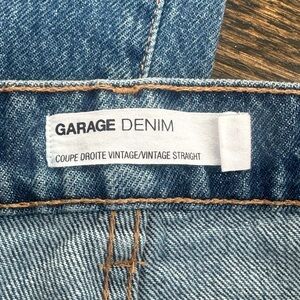 GARAGE DENIM
COUPE DROITE VINTAGE/VINTAGE STRAIGHT